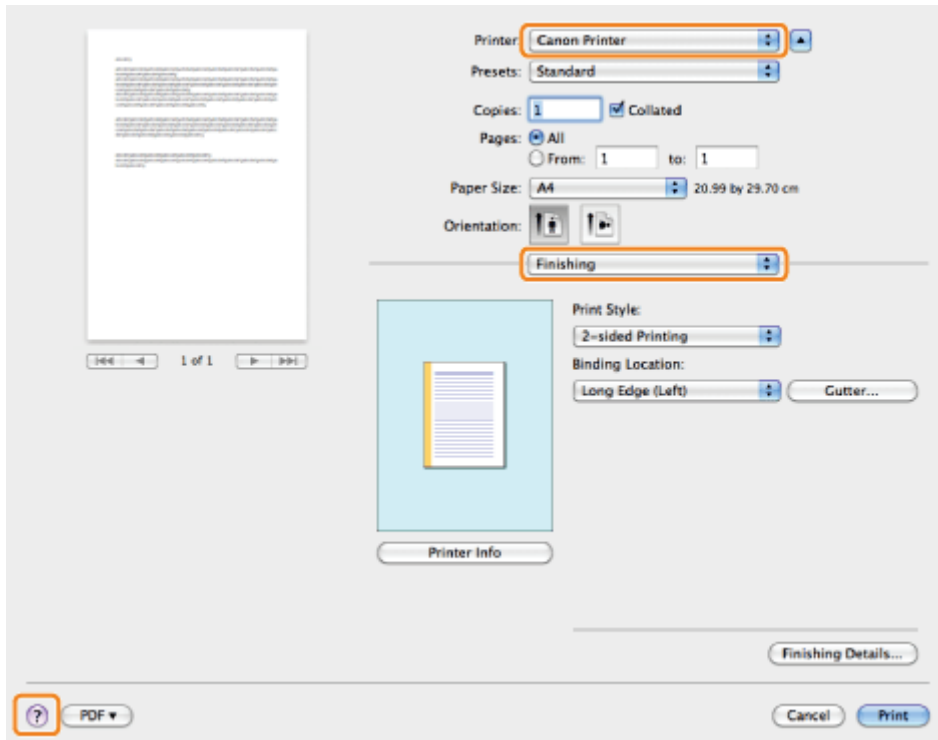 Printer: Canon Printer
Presets: Standard
Copies: 1 Collated
Pages: All
From: 1 to: 1
Paper Size: A4 20.99 by 29.70 cm
Orientation:
Finishing
Print Style:
2-sided Printing
Binding Location:
Long Edge (Left) Gutter...
1 of 1
Printer Info
Finishing Details...
? PDF
Cancel Print